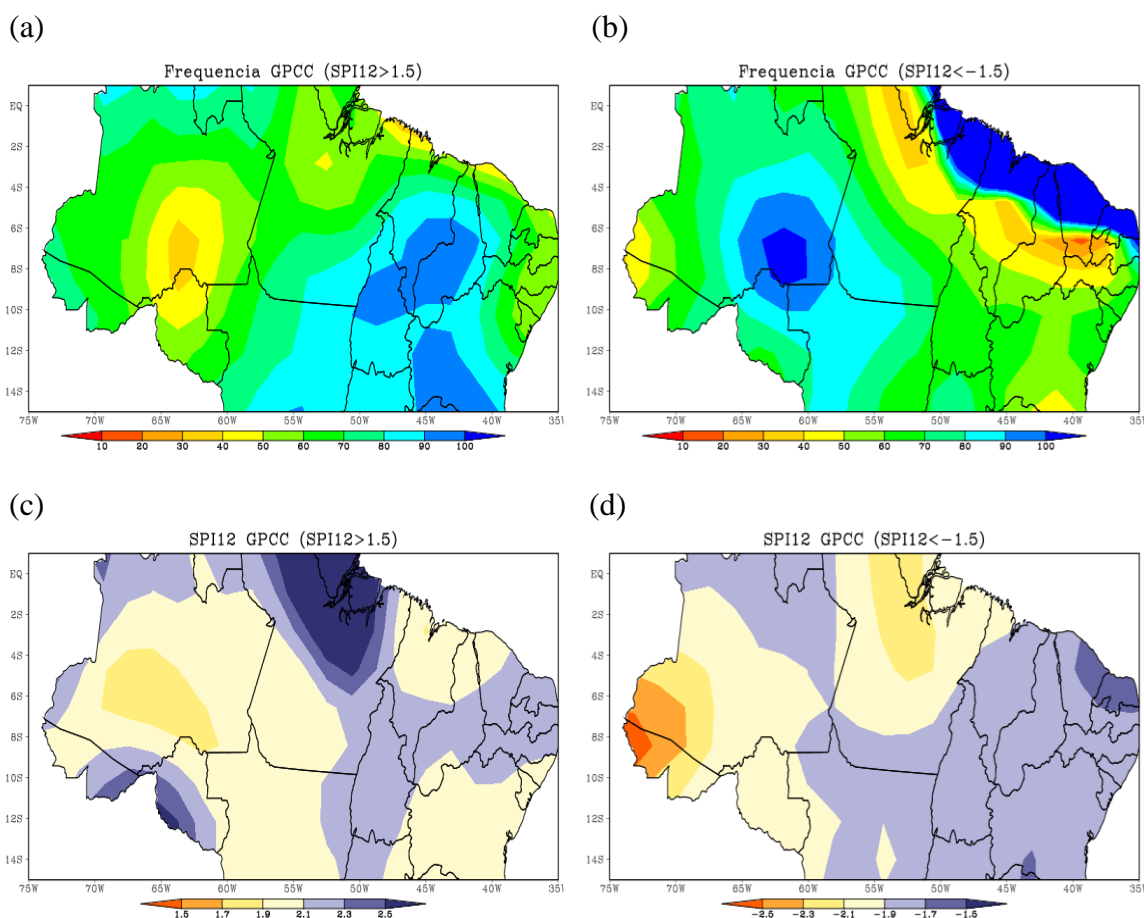 (a)
Frequencia GPCC (SPI12>1.5)
EQ
2S
4S
6S
8S
10S
12S
14S
75W 70W 65W 60W 55W 50W 45W 40W 35W
10 20 30 40 50 60 70 80 90 100
(b)
Frequencia GPCC (SPI12<-1.5)
EQ
2S
4S
6S
8S
10S
12S
14S
75W 70W 65W 60W 55W 50W 45W 40W 35W
10 20 30 40 50 60 70 80 90 100
(c)
SPI12 GPCC (SPI12>1.5)
EQ
2S
4S
6S
8S
10S
12S
14S
75W 70W 65W 60W 55W 50W 45W 40W 35W
1.5 1.7 1.9 2.1 2.3 2.5
(d)
SPI12 GPCC (SPI12<-1.5)
EQ
2S
4S
6S
8S
10S
12S
14S
75W 70W 65W 60W 55W 50W 45W 40W 35W
-2.5 -2.3 -2.1 -1.9 -1.7 -1.5